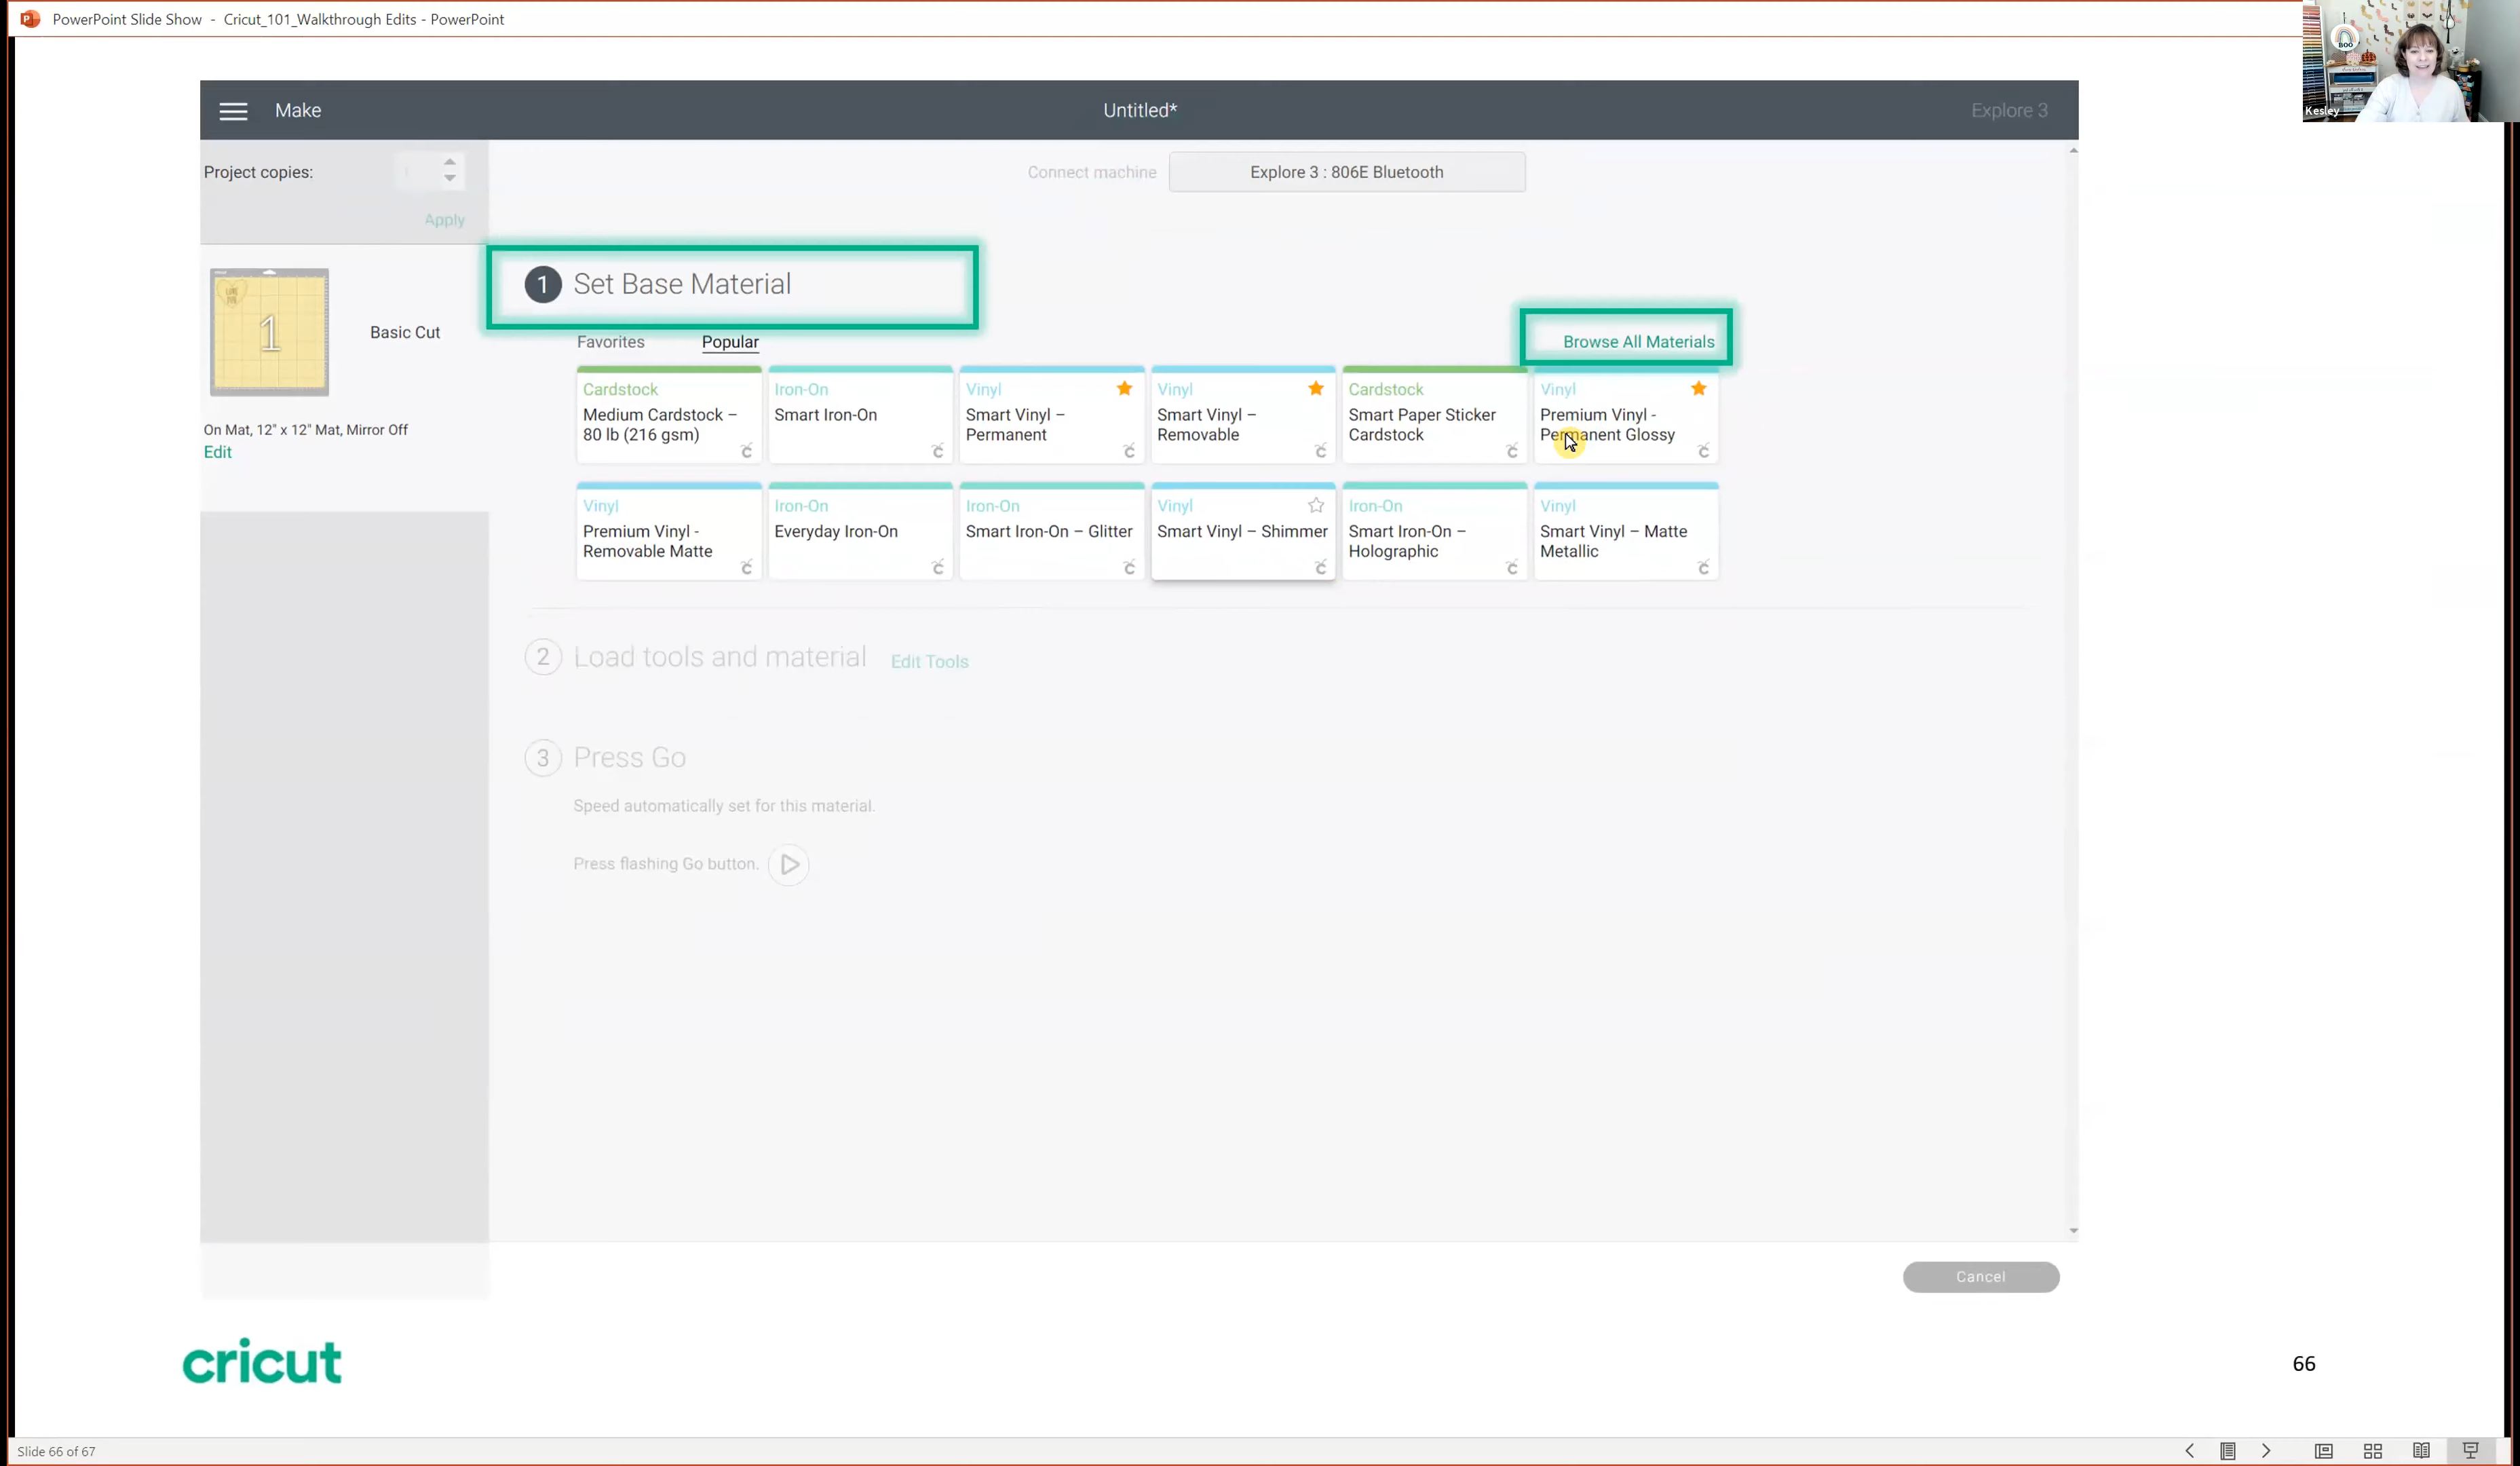 PowerPoint Slide Show - Cricut_101_Walkthrough Edits - PowerPoint
BOO
Kesley
Make
Untitled*
Explore 3
Project copies:
1
Apply
Connect machine
Explore 3 : 806E Bluetooth
1
Basic Cut
On Mat, 12" x 12" Mat, Mirror Off
Edit
1 Set Base Material
Favorites
Popular
Browse All Materials
Cardstock
Medium Cardstock –
80 lb (216 gsm)
Iron-On
Smart Iron-On
Vinyl
Smart Vinyl –
Permanent
Vinyl
Smart Vinyl –
Removable
Cardstock
Smart Paper Sticker
Cardstock
Vinyl
Premium Vinyl -
Permanent Glossy
Vinyl
Premium Vinyl -
Removable Matte
Iron-On
Everyday Iron-On
Iron-On
Smart Iron-On – Glitter
Vinyl
Smart Vinyl – Shimmer
Iron-On
Smart Iron-On –
Holographic
Vinyl
Smart Vinyl – Matte
Metallic
2 Load tools and material Edit Tools
3 Press Go
Speed automatically set for this material.
Press flashing Go button.
Cancel
cricut
66
Slide 66 of 67